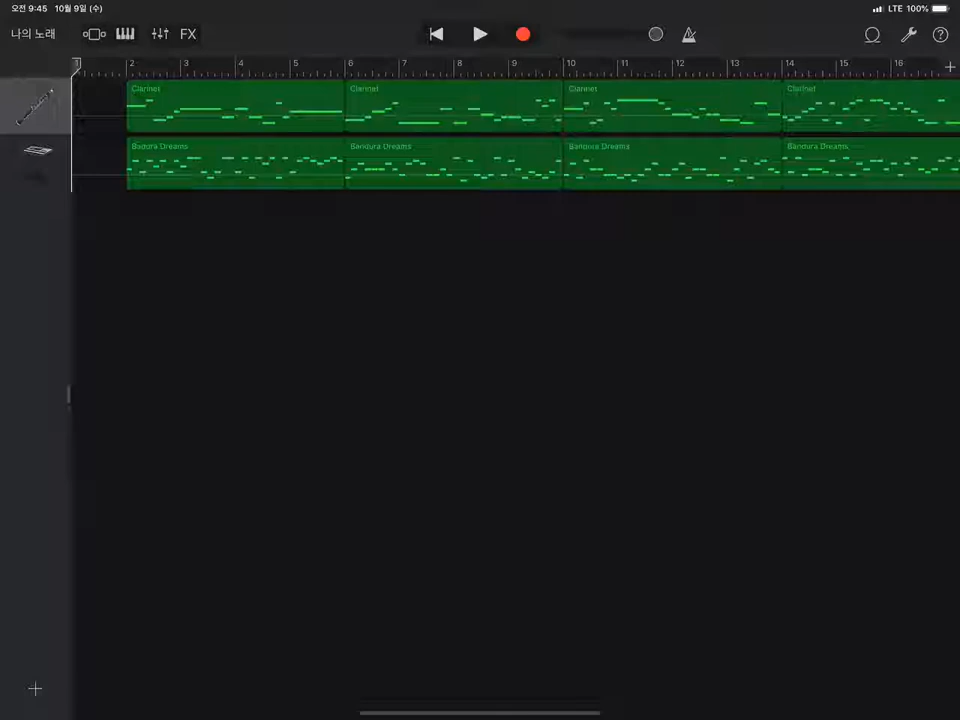 오전 9:45 10월 9일 (수) LTE 100%
나의 노래 FX
1 2 3 4 5 6 7 8 9 10 11 12 13 14 15 16
Clarinet Clarinet Clarinet Clarinet
Bandura Dreams Bandura Dreams Bandura Dreams Bandura Dreams